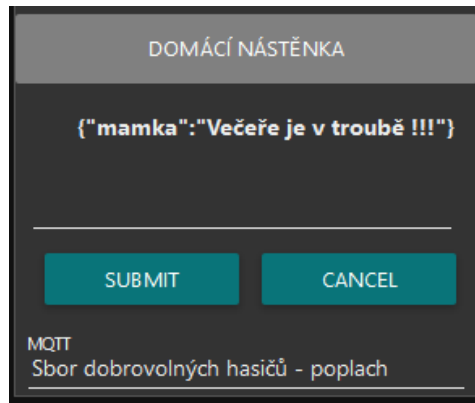 DOMÁCÍ NÁSTĚNKA
{"mamka":"Večeře je v troubě !!!"}
SUBMIT CANCEL
MQTT
Sbor dobrovolných hasičů - poplach